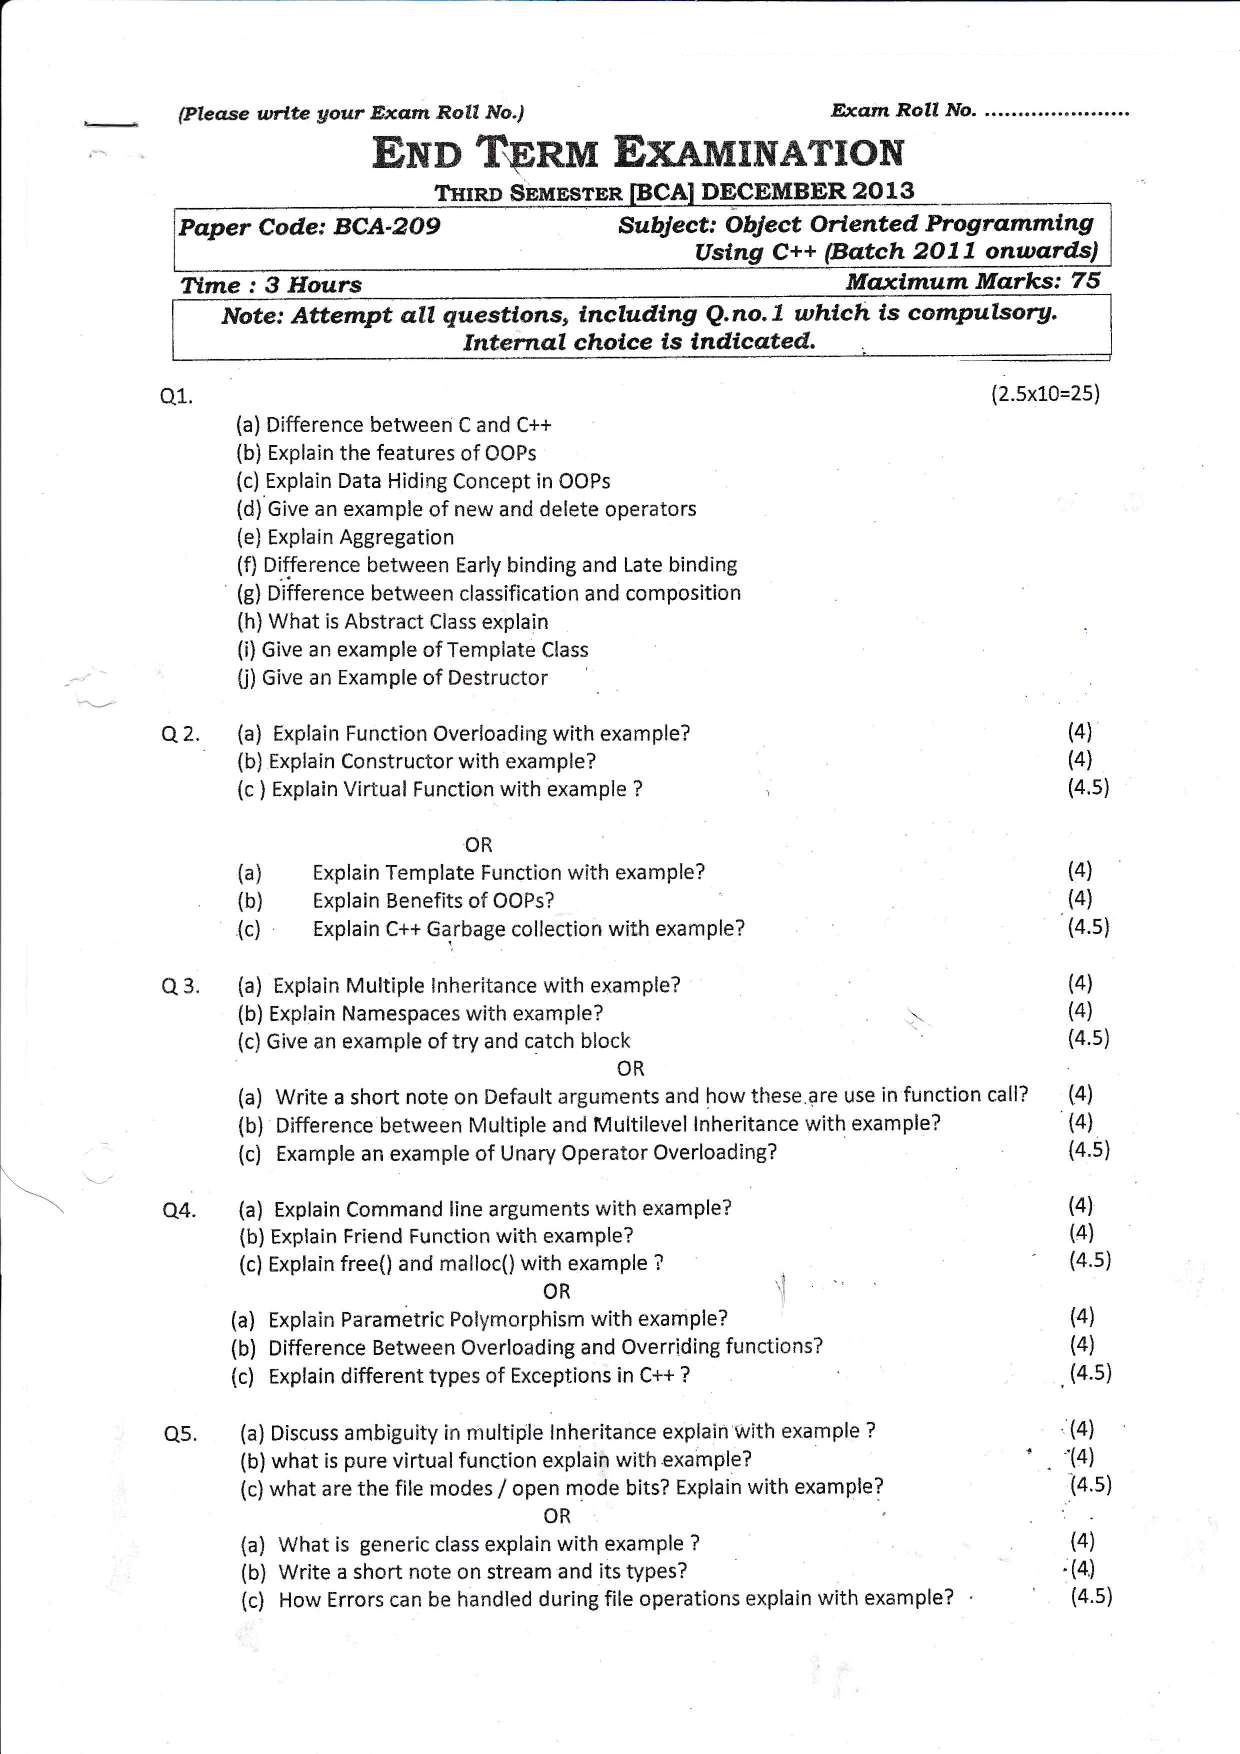 (Please write your Exam Roll No.) Exam Roll No. ......................
END TERM EXAMINATION
THIRD SEMESTER [BCA] DECEMBER 2013
Paper Code: BCA-209 Subject: Object Oriented Programming
Using C++ (Batch 2011 onwards)
Time : 3 Hours Maximum Marks: 75
Note: Attempt all questions, including Q.no.1 which is compulsory.
Internal choice is indicated.
Q1. (2.5x10=25)
(a) Difference between C and C++
(b) Explain the features of OOPs
(c) Explain Data Hiding Concept in OOPs
(d) Give an example of new and delete operators
(e) Explain Aggregation
(f) Difference between Early binding and Late binding
(g) Difference between classification and composition
(h) What is Abstract Class explain
(i) Give an example of Template Class
(j) Give an Example of Destructor
Q 2. (a) Explain Function Overloading with example? (4)
(b) Explain Constructor with example? (4)
(c ) Explain Virtual Function with example ? (4.5)
OR
(a) Explain Template Function with example? (4)
(b) Explain Benefits of OOPs? (4)
(c) Explain C++ Garbage collection with example? (4.5)
Q 3. (a) Explain Multiple Inheritance with example? (4)
(b) Explain Namespaces with example? (4)
(c) Give an example of try and catch block (4.5)
OR
(a) Write a short note on Default arguments and how these are use in function call? (4)
(b) Difference between Multiple and Multilevel Inheritance with example? (4)
(c) Example an example of Unary Operator Overloading? (4.5)
Q4. (a) Explain Command line arguments with example? (4)
(b) Explain Friend Function with example? (4)
(c) Explain free() and malloc() with example ? (4.5)
OR
(a) Explain Parametric Polymorphism with example? (4)
(b) Difference Between Overloading and Overriding functions? (4)
(c) Explain different types of Exceptions in C++ ? (4.5)
Q5. (a) Discuss ambiguity in multiple Inheritance explain with example ? (4)
(b) what is pure virtual function explain with example? (4)
(c) what are the file modes / open mode bits? Explain with example? (4.5)
OR
(a) What is generic class explain with example ? (4)
(b) Write a short note on stream and its types? (4)
(c) How Errors can be handled during file operations explain with example? (4.5)